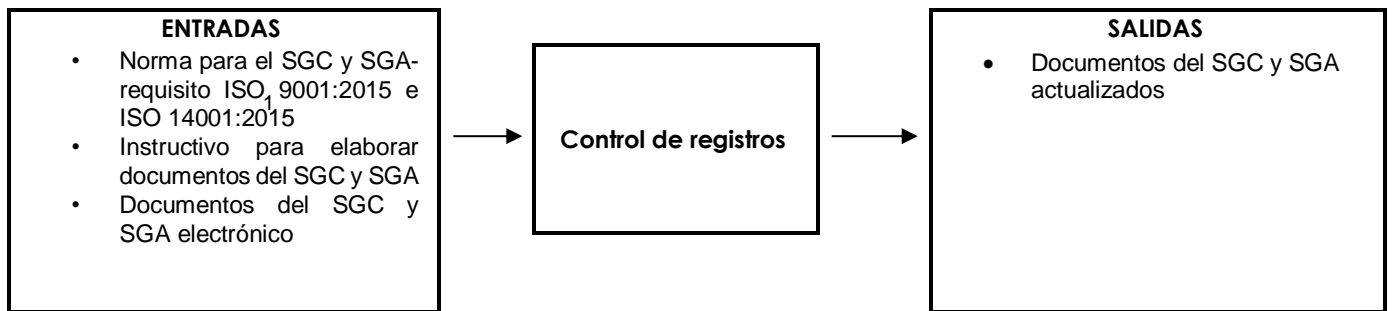 ENTRADAS
• Norma para el SGC y SGA-
requisito ISO 9001:2015 e
1
ISO 14001:2015
• Instructivo para elaborar
documentos del SGC y SGA
• Documentos del SGC y
SGA electrónico
Control de registros
SALIDAS
• Documentos del SGC y SGA
actualizados